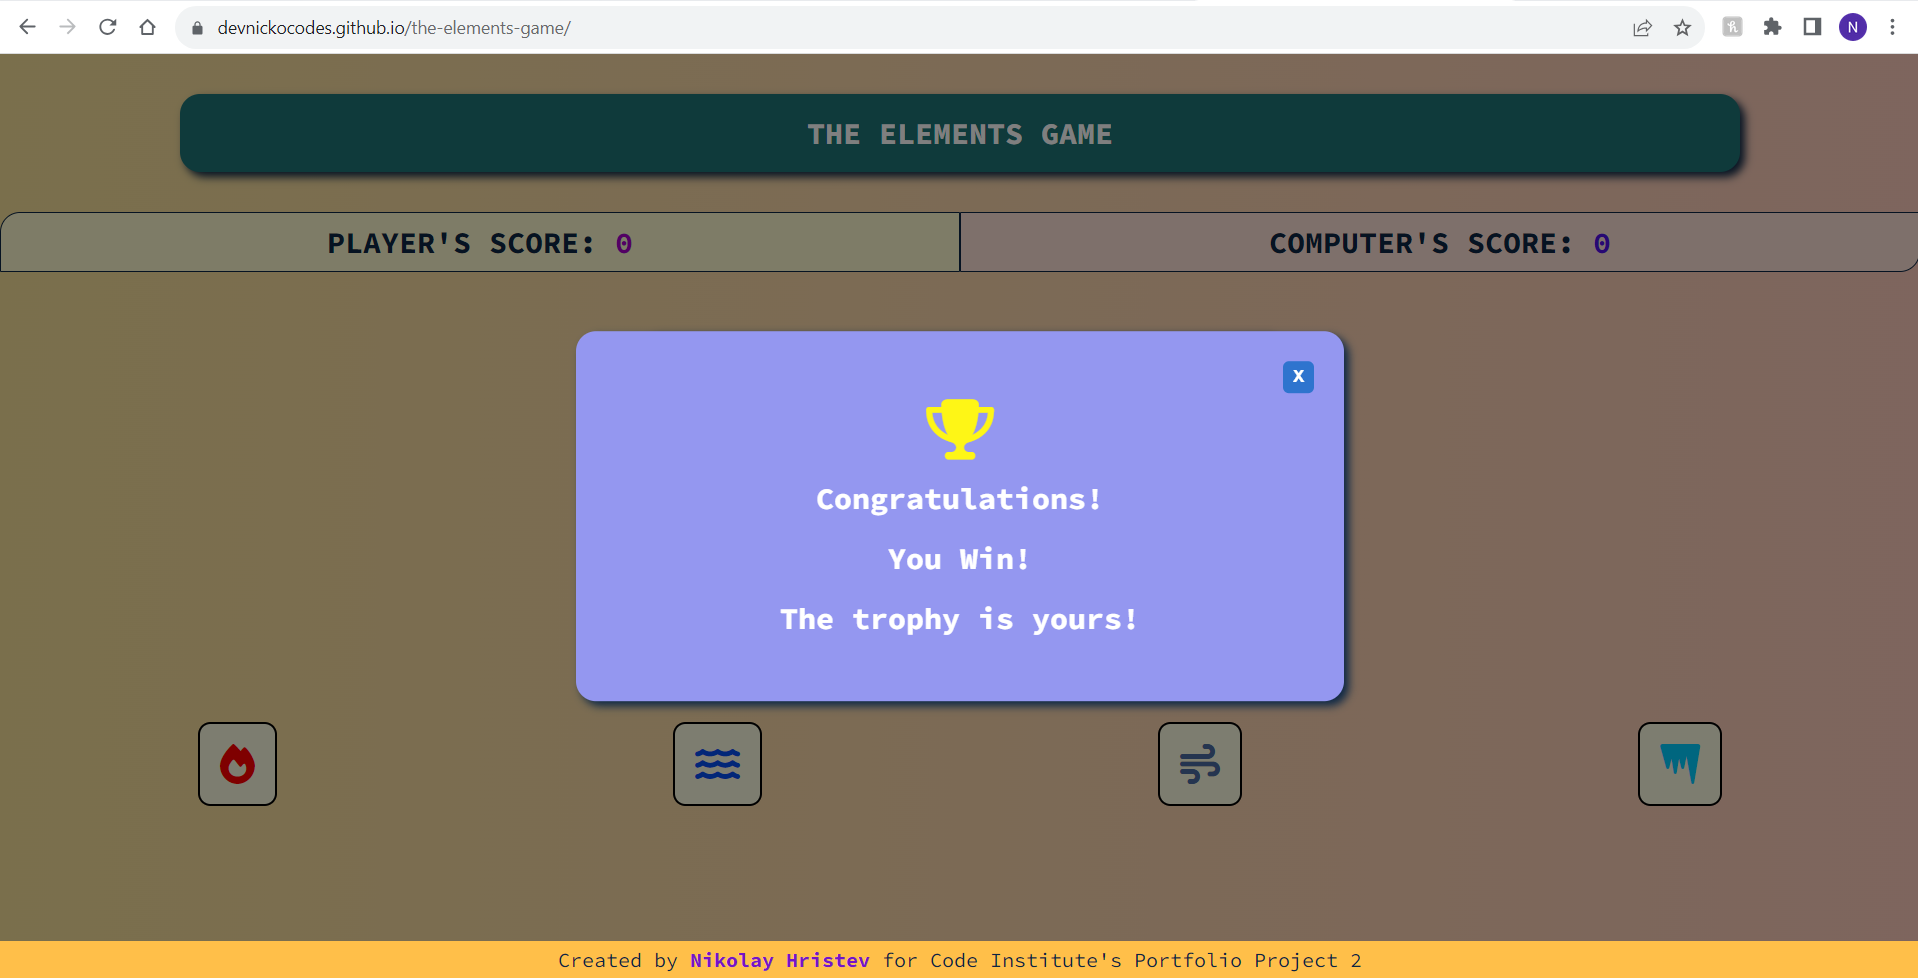 devnickocodes.github.io/the-elements-game/
N
THE ELEMENTS GAME
PLAYER'S SCORE: 0
COMPUTER'S SCORE: 0
X
Congratulations!
You Win!
The trophy is yours!
Created by Nikolay Hristev for Code Institute's Portfolio Project 2